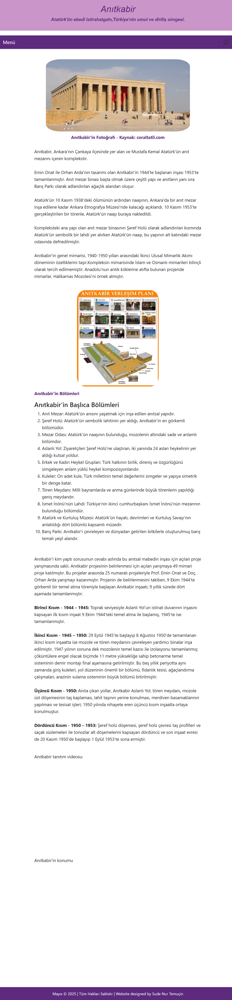 Anıtkabir
Atatürk'ün ebedi istirahatgahı,Türkiye'nin umut ve diriliş simgesi.
Menü
Anıtkabir'in Fotoğrafı - Kaynak: coraltatil.com
Anıtkabir, Ankara'nın Çankaya ilçesinde yer alan ve Mustafa Kemal Atatürk'ün anıt
mezarını içeren komplekstir.
Emin Onat ile Orhan Arda'nın tasarımı olan Anıtkabir'in 1944'te başlanan inşası 1953'te
tamamlanmıştır. Anıt mezar binası başta olmak üzere çeşitli yapı ve anıtların yanı sıra
Barış Parkı olarak adlandırılan ağaçlık alandan oluşur.
Atatürk'ün 10 Kasım 1938'deki ölümünün ardından naaşının, Ankara'da bir anıt mezar
inşa edilene kadar Ankara Etnografya Müzesi'nde kalacağı açıklandı. 10 Kasım 1953'te
gerçekleştirilen bir törenle, Atatürk'ün naaşı buraya nakledildi.
Kompleksteki ana yapı olan anıt mezar binasının Şeref Holü olarak adlandırılan kısmında
Atatürk'ün sembolik bir lahdi yer alırken Atatürk'ün naaşı, bu yapının alt katındaki mezar
odasında defnedilmiştir.
Anıtkabir'in genel mimarisi, 1940-1950 yılları arasındaki İkinci Ulusal Mimarlık Akımı
döneminin özelliklerini taşır.Kompleksin mimarisinde İslam ve Osmanlı mimarileri bilinçli
olarak tercih edilmemiştir. Anadolu'nun antik köklerine atıfta bulunan projende
mimarlar, Halikarnas Mozolesi'ni örnek almıştır.
ANITKABİR YERLEŞİM PLANI
Anıtkabir'in Bölümleri
Anıtkabir'in Başlıca Bölümleri
1. Anıt Mezar: Atatürk'ün anısını yaşatmak için inşa edilen anıtsal yapıdır.
2. Şeref Holü: Atatürk'ün sembolik lahitinin yer aldığı, Anıtkabir'in en görkemli
bölümüdür.
3. Mezar Odası: Atatürk'ün naaşının bulunduğu, mozolenin altındaki sade ve anlamlı
bölümdür.
4. Aslanlı Yol: Ziyaretçileri Şeref Holü'ne ulaştıran, iki yanında 24 aslan heykelinin yer
aldığı kutsal yoldur.
5. Erkek ve Kadın Heykel Grupları: Türk halkının birlik, direniş ve özgürlüğünü
simgeleyen anlam yüklü heykel kompozisyonlarıdır.
6. Kuleler: On adet kule, Türk milletinin temel değerlerini simgeler ve yapıya simetrik
bir denge katar.
7. Tören Meydanı: Milli bayramlarda ve anma günlerinde büyük törenlerin yapıldığı
geniş meydandır.
8. İsmet İnönü'nün Lahdi: Türkiye'nin ikinci cumhurbaşkanı İsmet İnönü'nün mezarının
bulunduğu bölümdür.
9. Atatürk ve Kurtuluş Müzesi: Atatürk'ün hayatı, devrimleri ve Kurtuluş Savaşı'nın
anlatıldığı dört bölümlü kapsamlı müzedir.
10. Barış Parkı: Anıtkabir'i çevreleyen ve dünyadan getirilen bitkilerle oluşturulmuş barış
temalı yeşil alandır.
Anıtkabir'i kim yaptı sorusunun cevabı aslında bu anıtsal mabedin inşası için açılan proje
yarışmasında saklı. Anıtkabir projesinin belirlenmesi için açılan yarışmaya 49 mimari
proje katılmıştır. Bu projeler arasında 25 numaralı projeleriyle Prof. Emin Onat ve Doç.
Orhan Arda yarışmayı kazanmıştır. Projenin de belirlenmesini takiben, 9 Ekim 1944'te
görkemli bir temel atma töreniyle başlayan Anıtkabir inşaatı; 9 yıllık sürede dört
aşamada tamamlanmıştır.
Birinci Kısım - 1944 – 1945: Toprak seviyesiyle Aslanlı Yol'un istinat duvarının inşasını
kapsayan ilk kısım inşaat 9 Ekim 1944'teki temel atma ile başlamış, 1945'te ise
tamamlanmıştır.
İkinci Kısım - 1945 – 1950: 29 Eylül 1945'te başlayıp 8 Ağustos 1950'de tamamlanan
ikinci kısım inşaatta ise mozole ve tören meydanını çevreleyen yardımcı binalar inşa
edilmiştir. 1947 yılının sonuna dek mozolenin temel kazısı ile izolasyonu tamamlanmış;
çöküntülere engel olacak biçimde 11 metre yüksekliğe sahip betonarme temel
sisteminin demir montajı final aşamasına getirilmiştir. Bu beş yıllık periyotta aynı
zamanda giriş kuleleri, yol düzeninin önemli bir bölümü, fidanlık tesisi, ağaçlandırma
çalışmaları, arazinin sulama sisteminin büyük bölümü bitirilmiştir.
Üçüncü Kısım - 1950: Anıta çıkan yollar, Anıtkabir Aslanlı Yol, tören meydanı, mozole
üst döşemesinin taş kaplaması, lahit taşının yerine konulması, merdiven basamaklarının
yapılması ve tesisat işleri; 1950 yılında nihayete eren üçüncü kısım inşaatla ortaya
konulmuştur.
Dördüncü Kısım - 1950 – 1953: Şeref holü döşemesi, şeref holü çevresi taş profilleri ve
saçak süslemeleri ile tonozlar alt döşemelerini kapsayan dördüncü ve son inşaat evresi
de 20 Kasım 1950'de başlayıp 1 Eylül 1953'te sona ermiştir.
Anıtkabir tanıtım videosu:
Anıtkabir'in konumu
Mayıs © 2025 | Tüm Hakları Saklıdır | Website designed by Sude Nur Temuçin